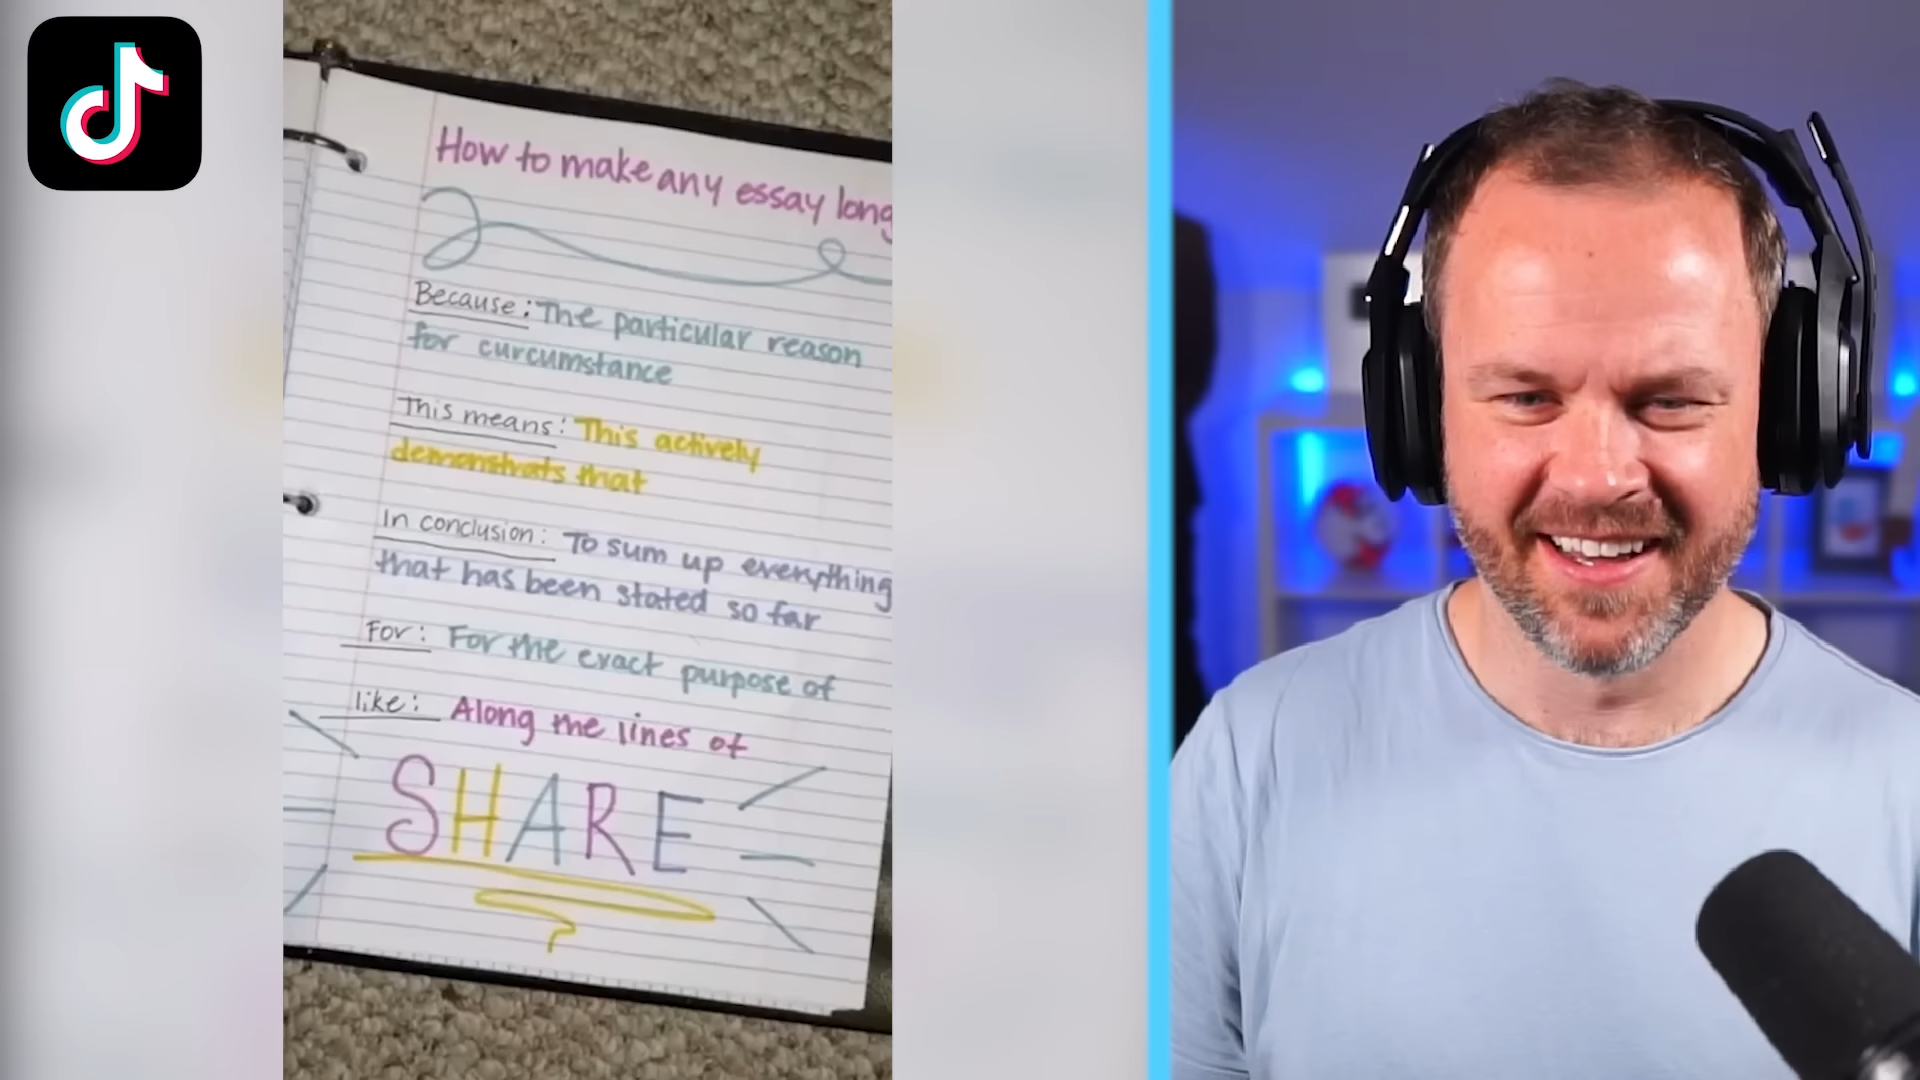 How to make any essay long
Because: The particular reason
for curcumstance
This means: This actively
demonstrats that
In conclusion: To sum up everything
that has been stated so far
For: For the exact purpose of
like: Along the lines of
SHARE